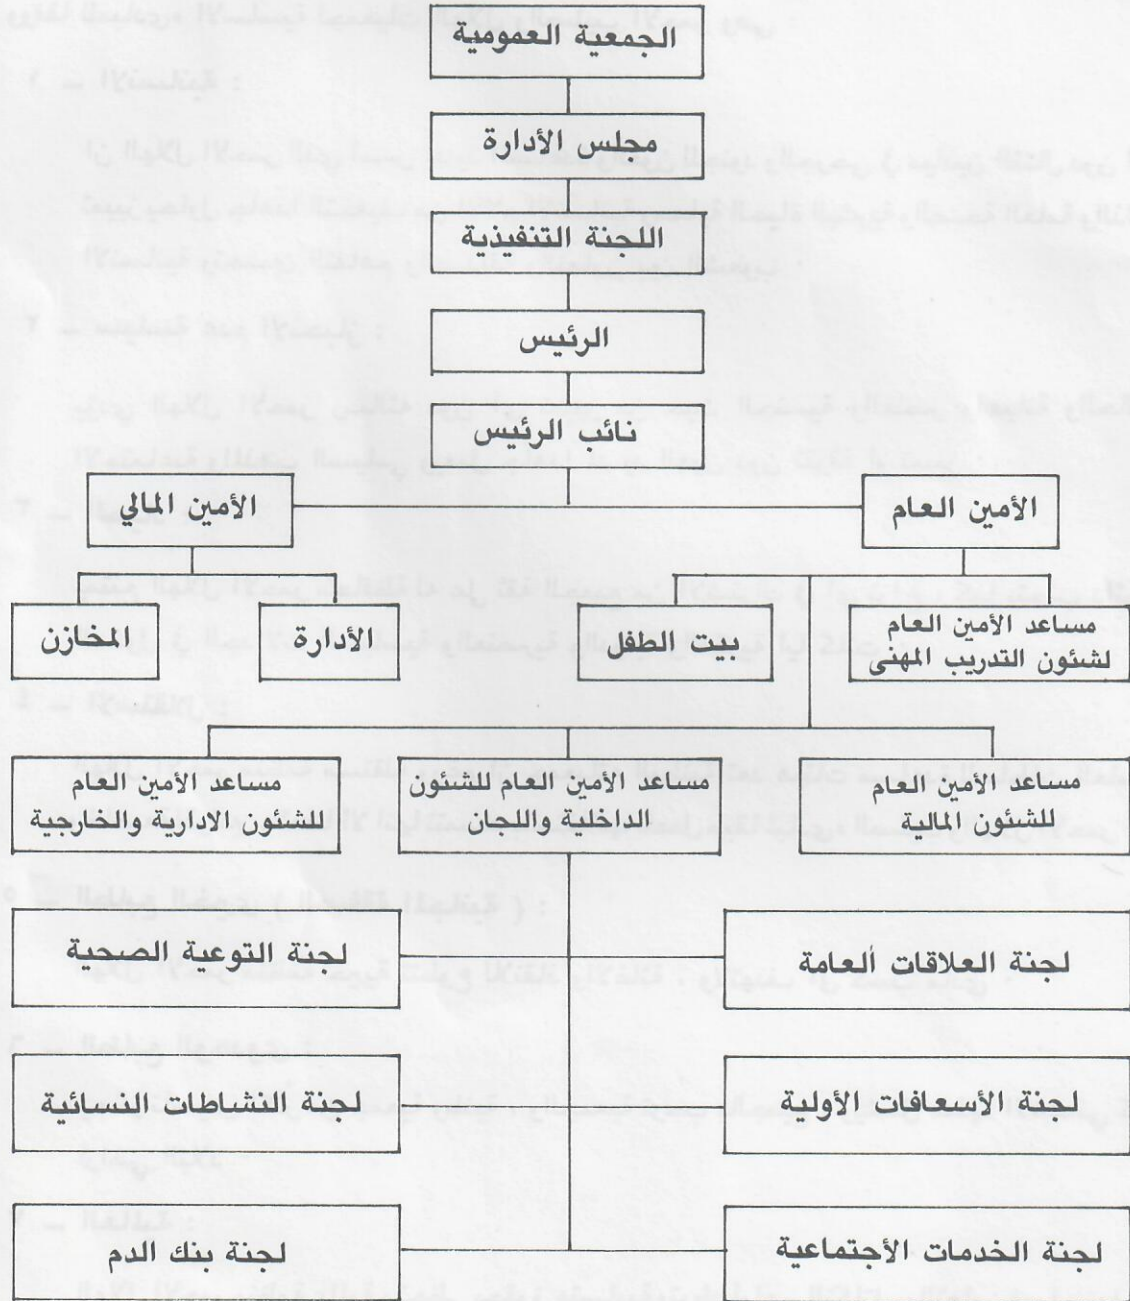 الجمعية العمومية
مجلس الأدارة
اللجنة التنفيذية
الرئيس
نائب الرئيس
الأمين العام
الأمين المالي
مساعد الأمين العام
لشئون التدريب المهنى
بيت الطفل
الأدارة
المخازن
مساعد الأمين العام
للشئون المالية
مساعد الأمين العام للشئون
الداخلية واللجان
مساعد الأمين العام
للشئون الادارية والخارجية
لجنة العلاقات ألعامة
لجنة التوعية الصحية
لجنة الأسعافات الأولية
لجنة النشاطات النسائية
لجنة الخدمات الأجتماعية
لجنة بنك الدم